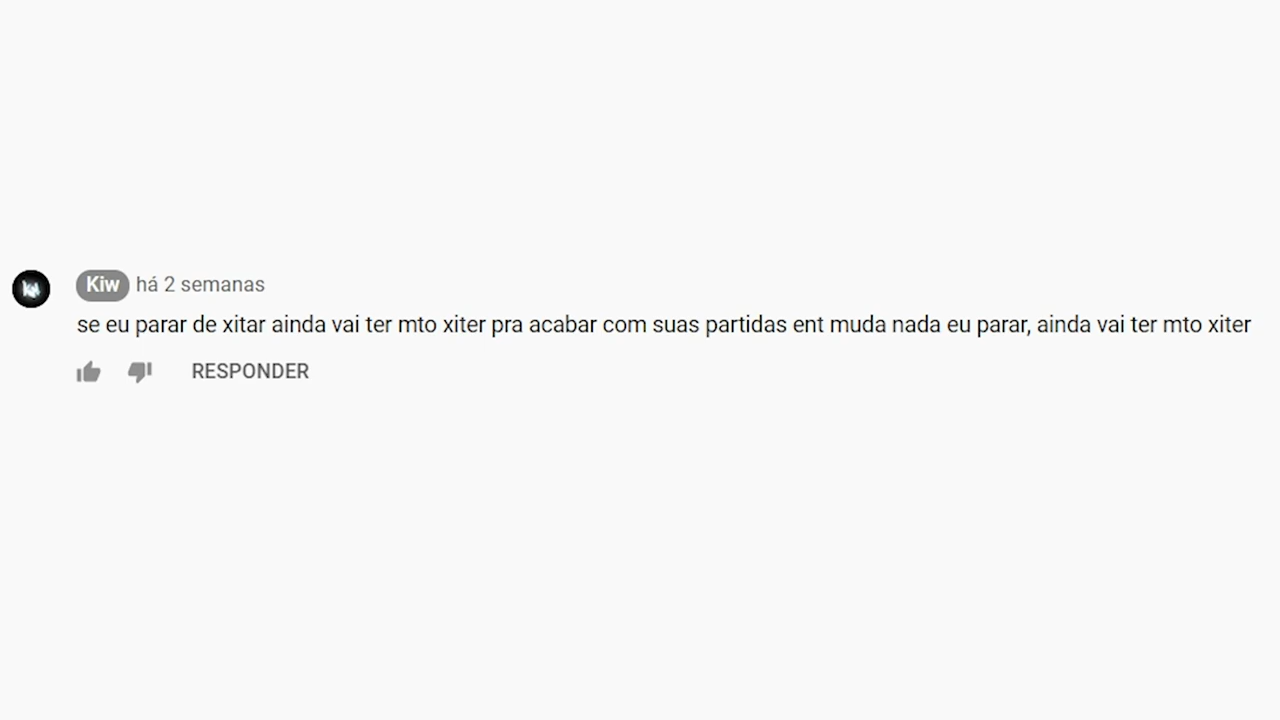 Kiw há 2 semanas
se eu parar de xitar ainda vai ter mto xiter pra acabar com suas partidas ent muda nada eu parar, ainda vai ter mto xiter
RESPONDER